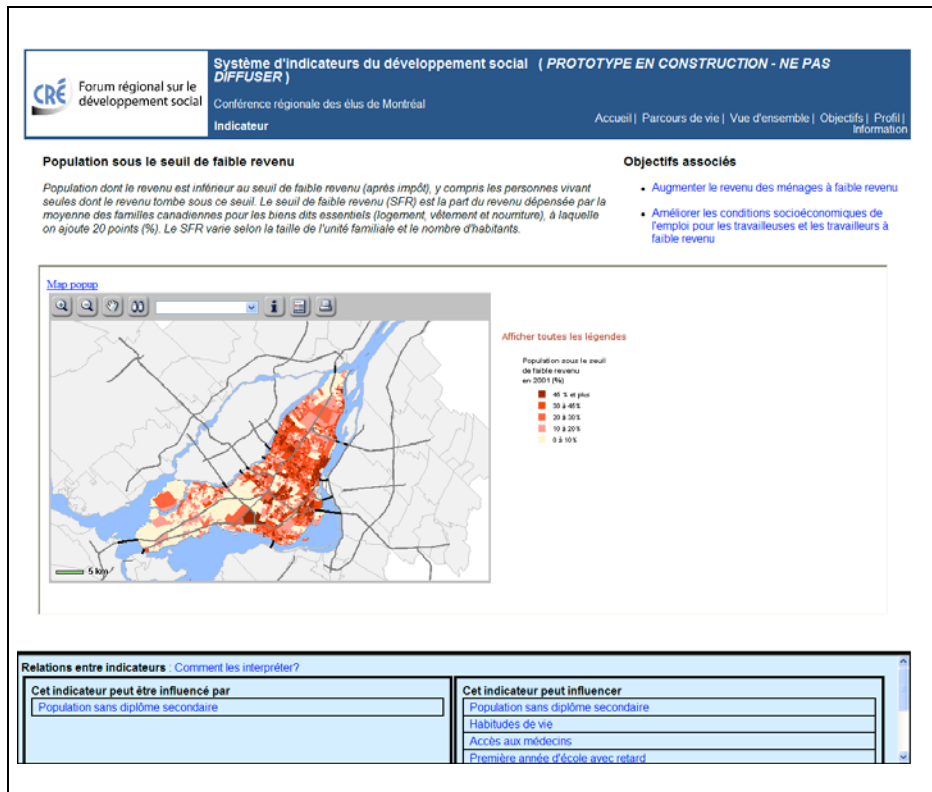 CRÉ
Forum régional sur le
développement social
Système d'indicateurs du développement social ( PROTOTYPE EN CONSTRUCTION - NE PAS
DIFFUSER )
Conférence régionale des élus de Montréal
Indicateur
Accueil | Parcours de vie | Vue d'ensemble | Objectifs | Profil |
Information
Population sous le seuil de faible revenu
Population dont le revenu est inférieur au seuil de faible revenu (après impôt), y compris les personnes vivant
seules dont le revenu tombe sous ce seuil. Le seuil de faible revenu (SFR) est la part du revenu dépensée par la
moyenne des familles canadiennes pour les biens dits essentiels (logement, vêtement et nourriture), à laquelle
on ajoute 20 points (%). Le SFR varie selon la taille de l'unité familiale et le nombre d'habitants.
Objectifs associés
• Augmenter le revenu des ménages à faible revenu
• Améliorer les conditions socioéconomiques de
l'emploi pour les travailleuses et les travailleurs à
faible revenu
Map popup
Afficher toutes les légendes
Population sous le seuil
de faible revenu
en 2001 (%)
45 % et plus
30 à 45%
20 à 30%
10 à 20%
0 à 10%
5 km
Relations entre indicateurs : Comment les interpréter?
Cet indicateur peut être influencé par
Population sans diplôme secondaire
Cet indicateur peut influencer
Population sans diplôme secondaire
Habitudes de vie
Accès aux médecins
Première année d'école avec retard